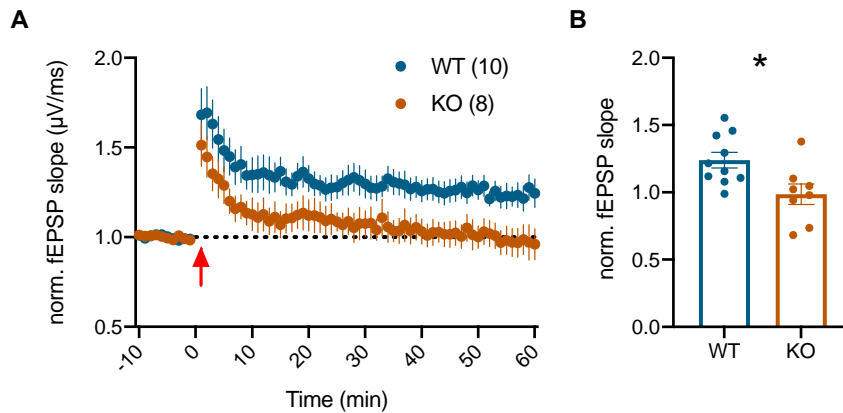 A
norm. fEPSP slope (µV/ms)
2.0
1.5
1.0
0.5
-10
0
10
20
30
40
50
60
Time (min)
WT (10)
KO (8)
B
norm. fEPSP slope
2.0
1.5
1.0
0.5
0.0
*
WT
KO